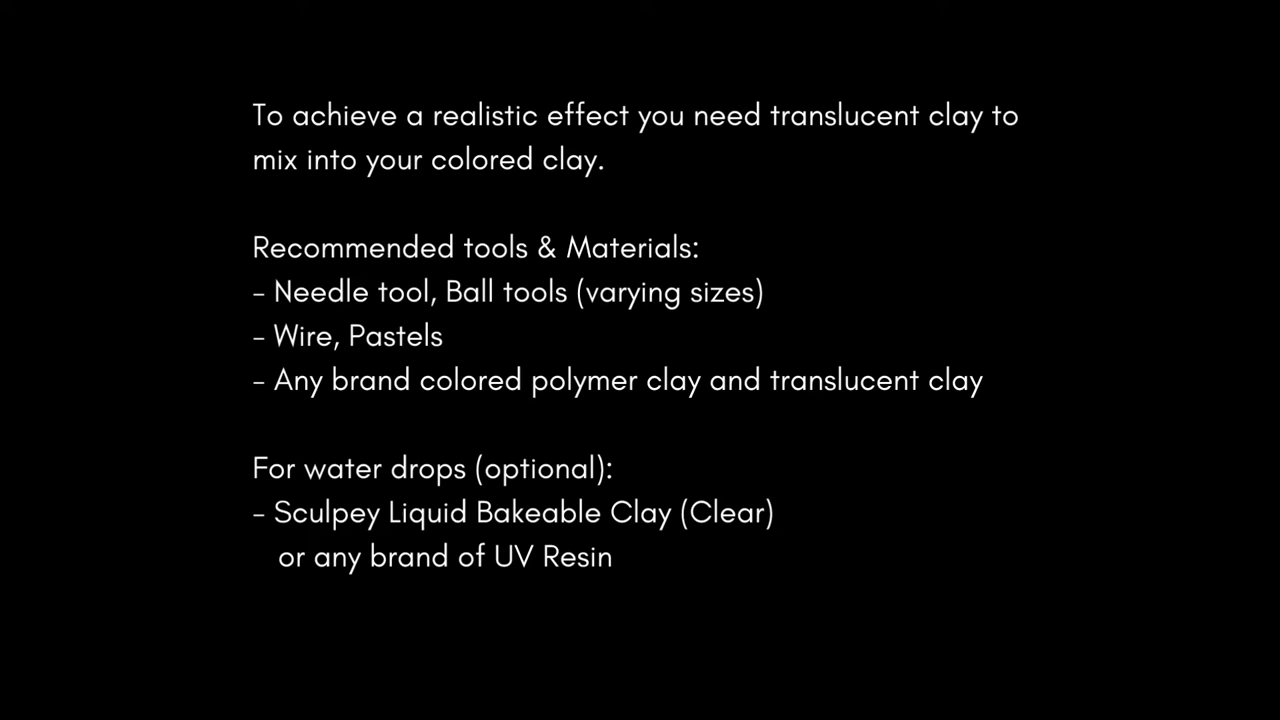 To achieve a realistic effect you need translucent clay to
mix into your colored clay.
Recommended tools & Materials:
- Needle tool, Ball tools (varying sizes)
- Wire, Pastels
- Any brand colored polymer clay and translucent clay
For water drops (optional):
- Sculpey Liquid Bakeable Clay (Clear)
or any brand of UV Resin